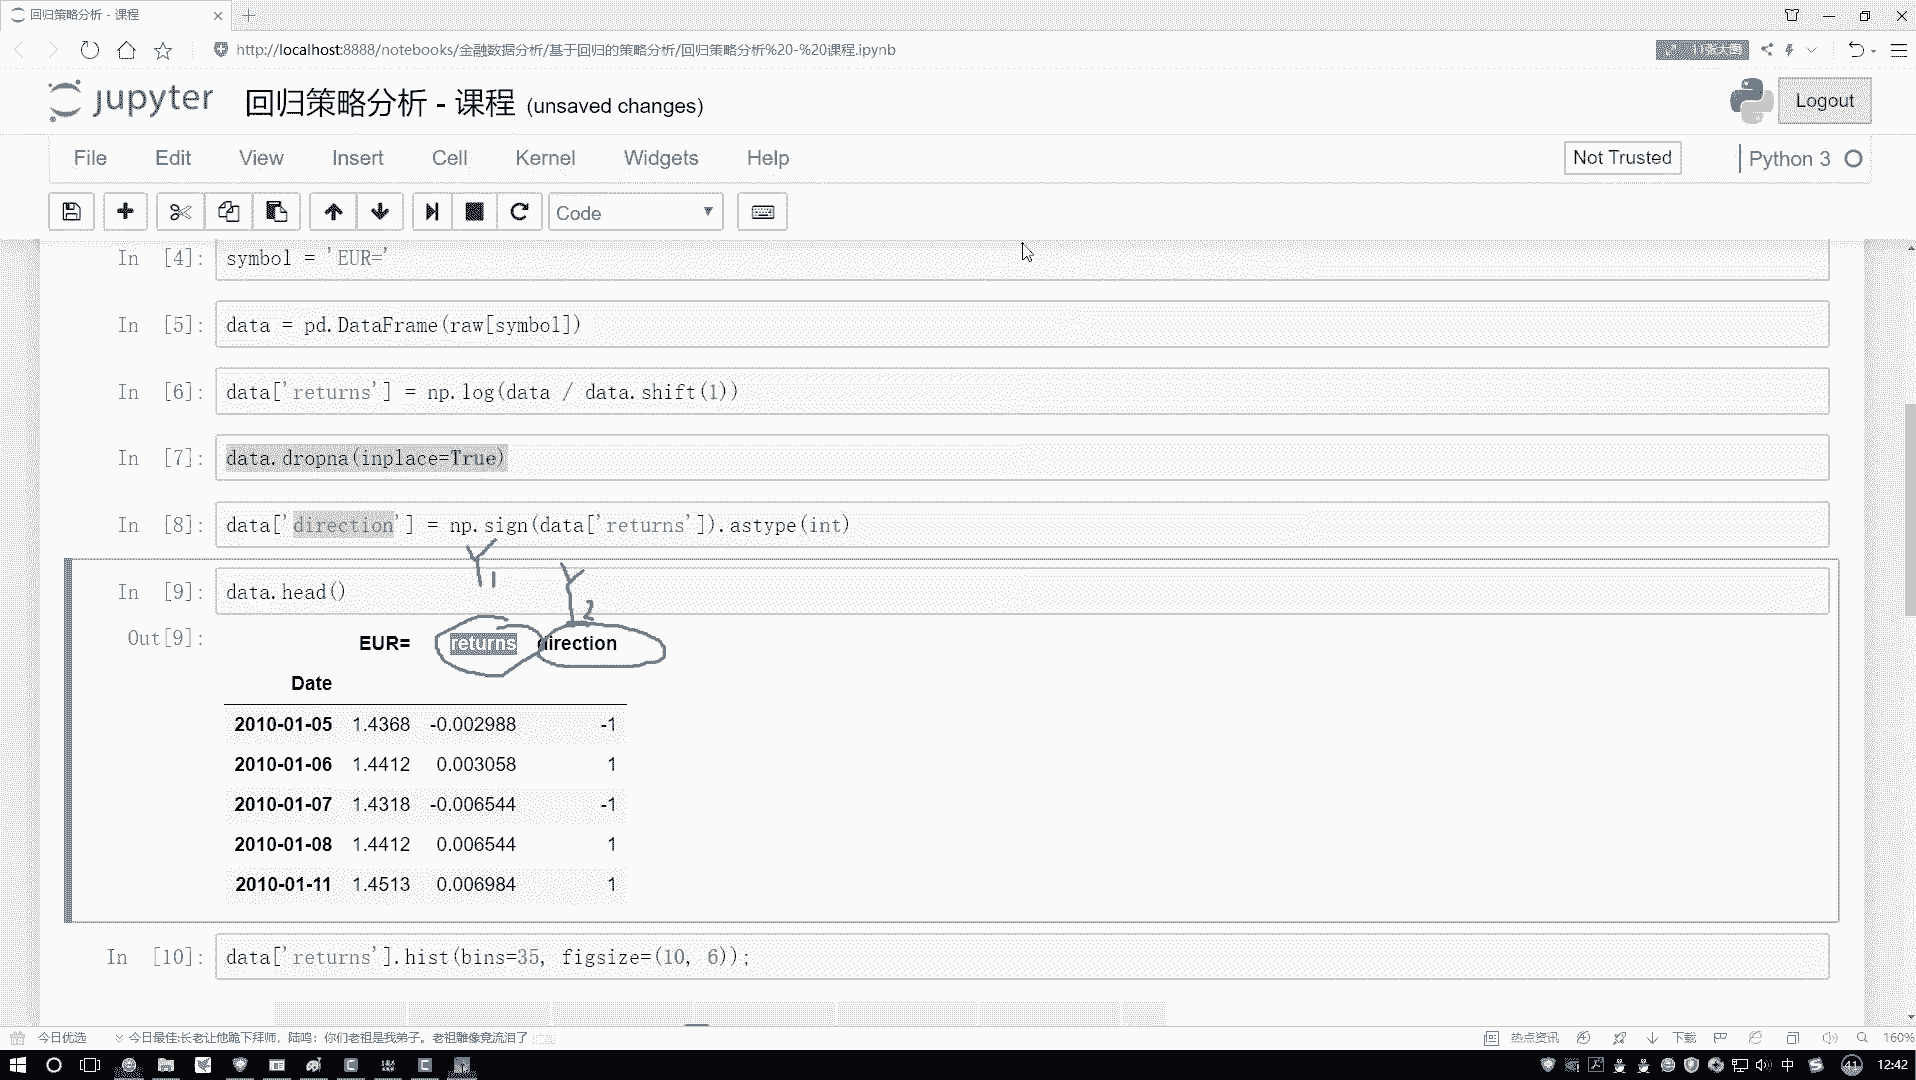 回归策略分析 - 课程
http://localhost:8888/notebooks/金融数据分析/基于回归的策略分析/回归策略分析%20-%20课程.ipynb
11张大图
jupyter 回归策略分析 - 课程 (unsaved changes)
Logout
File Edit View Insert Cell Kernel Widgets Help
Not Trusted
Python 3
Code
In [4]: symbol = 'EUR='
In [5]: data = pd.DataFrame(raw[symbol])
In [6]: data['returns'] = np.log(data / data.shift(1))
In [7]: data.dropna(inplace=True)
In [8]: data['direction'] = np.sign(data['returns']).astype(int)
Y1 Y2
In [9]: data.head()
Out[9]:
EUR= returns direction
Date
2010-01-05 1.4368 -0.002988 -1
2010-01-06 1.4412 0.003058 1
2010-01-07 1.4318 -0.006544 -1
2010-01-08 1.4412 0.006544 1
2010-01-11 1.4513 0.006984 1
In [10]: data['returns'].hist(bins=35, figsize=(10, 6));
今日优选
今日最佳:长老让他跪下拜师，陆鸣：你们老祖是我弟子。老祖雕像竟流泪了
热点资讯
下载
160%
中
41
12:42